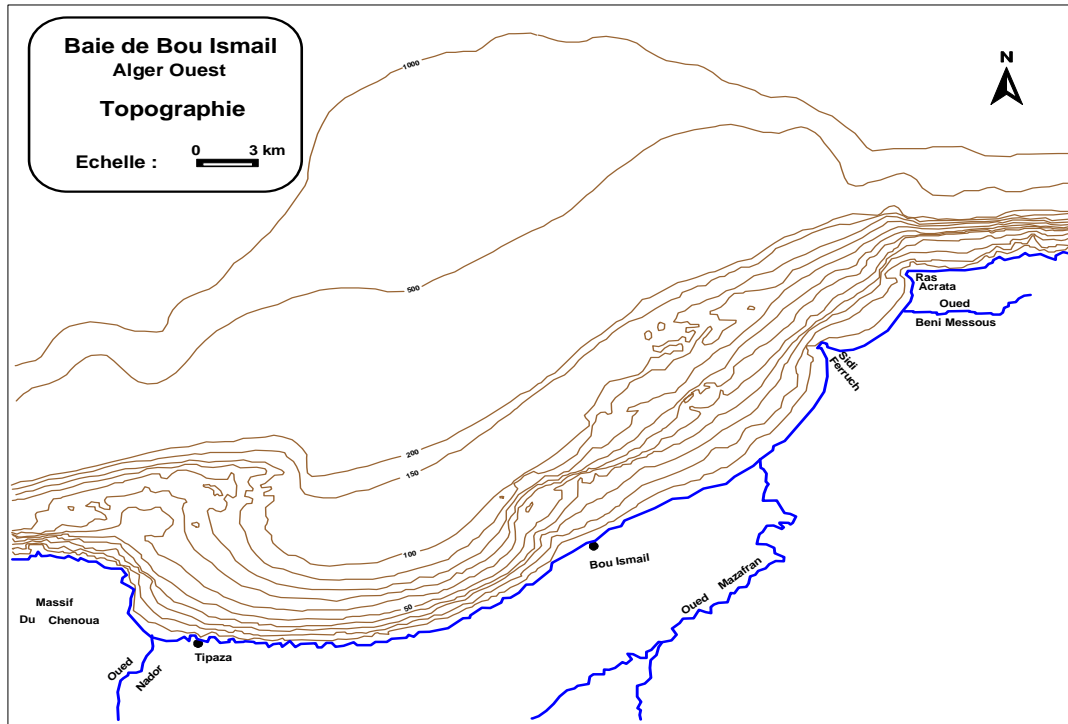 Baie de Bou Ismail
Alger Ouest
Topographie
Echelle :
0 3 km
N
1000
500
200
150
100
50
Ras
Acrata
Oued
Beni Messous
Sidi
Ferruch
Bou Ismail
Oued Mazafran
Massif
Du Chenoua
Tipaza
Oued
Nador